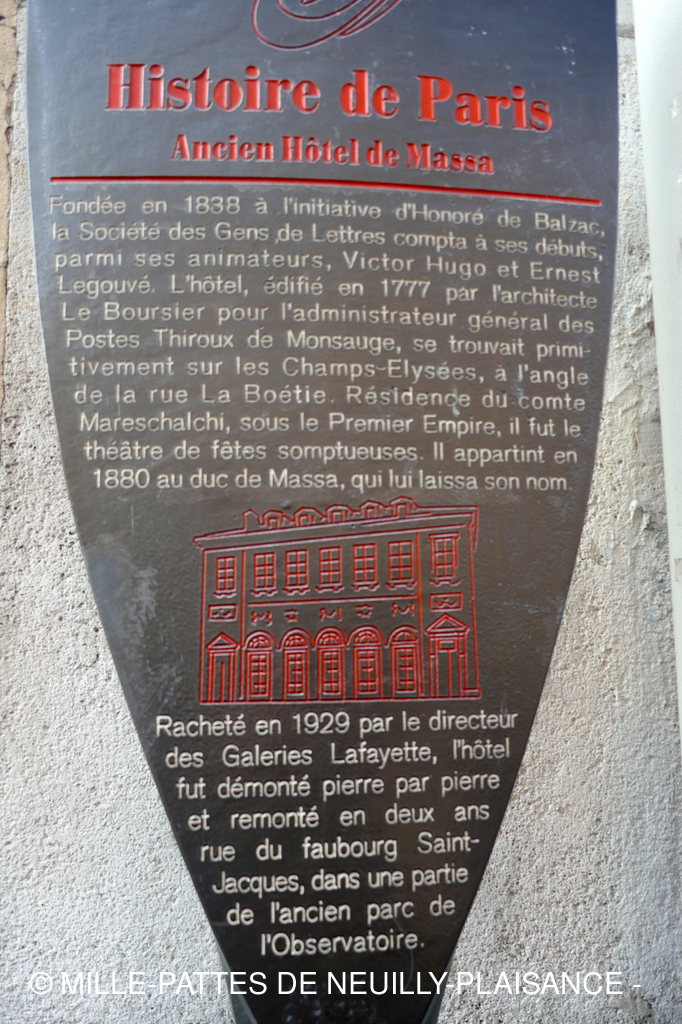 Histoire de Paris
Ancien Hôtel de Massa
Fondée en 1838 à l'initiative d'Honoré de Balzac,
la Société des Gens de Lettres compta à ses débuts,
parmi ses animateurs, Victor Hugo et Ernest
Legouvé. L'hôtel, édifié en 1777 par l'architecte
Le Boursier pour l'administrateur général des
Postes Thiroux de Monsauge, se trouvait primi-
tivement sur les Champs-Elysées, à l'angle
de la rue La Boétie. Résidence du comte
Mareschalchi, sous le Premier Empire, il fut le
théâtre de fêtes somptueuses. Il appartint en
1880 au duc de Massa, qui lui laissa son nom.
Racheté en 1929 par le directeur
des Galeries Lafayette, l'hôtel
fut démonté pierre par pierre
et remonté en deux ans
rue du faubourg Saint-
Jacques, dans une partie
de l'ancien parc de
l'Observatoire.
© MILLE-PATTES DE NEUILLY-PLAISANCE -